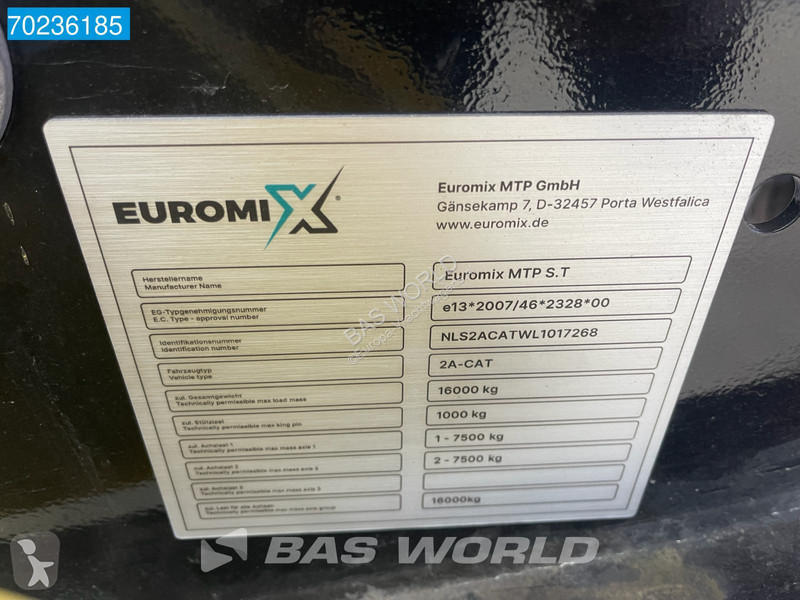 70236185
EUROMIX®
Euromix MTP GmbH
Gänsekamp 7, D-32457 Porta Westfalica
www.euromix.de
Herstellername
Manufacturer Name
Euromix MTP S.T
EG-Typgenehmigungsnummer
E.C. Type - approval number
e13*2007/46*2328*00
Identifikationsnummer
Identification number
NLS2ACATWL1017268
Fahrzeugtyp
Vehicle type
2A-CAT
zul. Gesamtgewicht
Technically permissible max load mass
16000 kg
zul. Stützlast
Technically permissible max king pin
1000 kg
zul. Achslast 1
Technically permissible max mass axle 1
1 - 7500 kg
zul. Achslast 2
Technically permissible max mass axle 2
2 - 7500 kg
zul. Achslast 3
Technically permissible max mass axle 3
zul. Last für alle Achsen
Technically permissible max mass axle group
16000kg
BAS WORLD
BAS WORLD